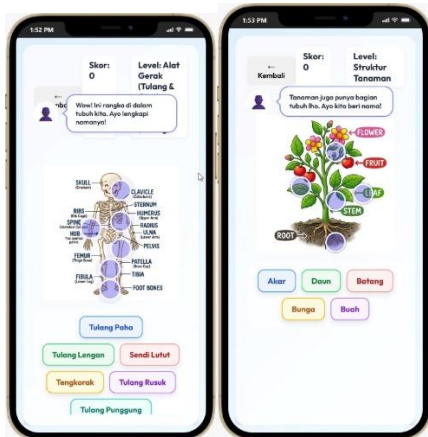 1:52 PM
Skor:
0
Level: Alat
Gerak
(Tulang &
Wow! Ini rangka di dalam
tubuh kita. Ayo lengkapi
namanya!
SKULL
CLAVICLE
STERNUM
HUMERUS
RIBS
RADIUS
SPINE
ULNA
PELVIS
FEMUR
PATELLA
TIBIA
FIBULA
FOOT BONES
Tulang Paha
Tulang Lengan
Sendi Lutut
Tengkorak
Tulang Rusuk
Tulang Punggung
1:53 PM
←
Kembali
Skor:
0
Level:
Struktur
Tanaman
Tanaman juga punya bagian
tubuh lho. Ayo kita beri nama!
FLOWER
FRUIT
LEAF
STEM
ROOT
Akar
Daun
Batang
Bunga
Buah